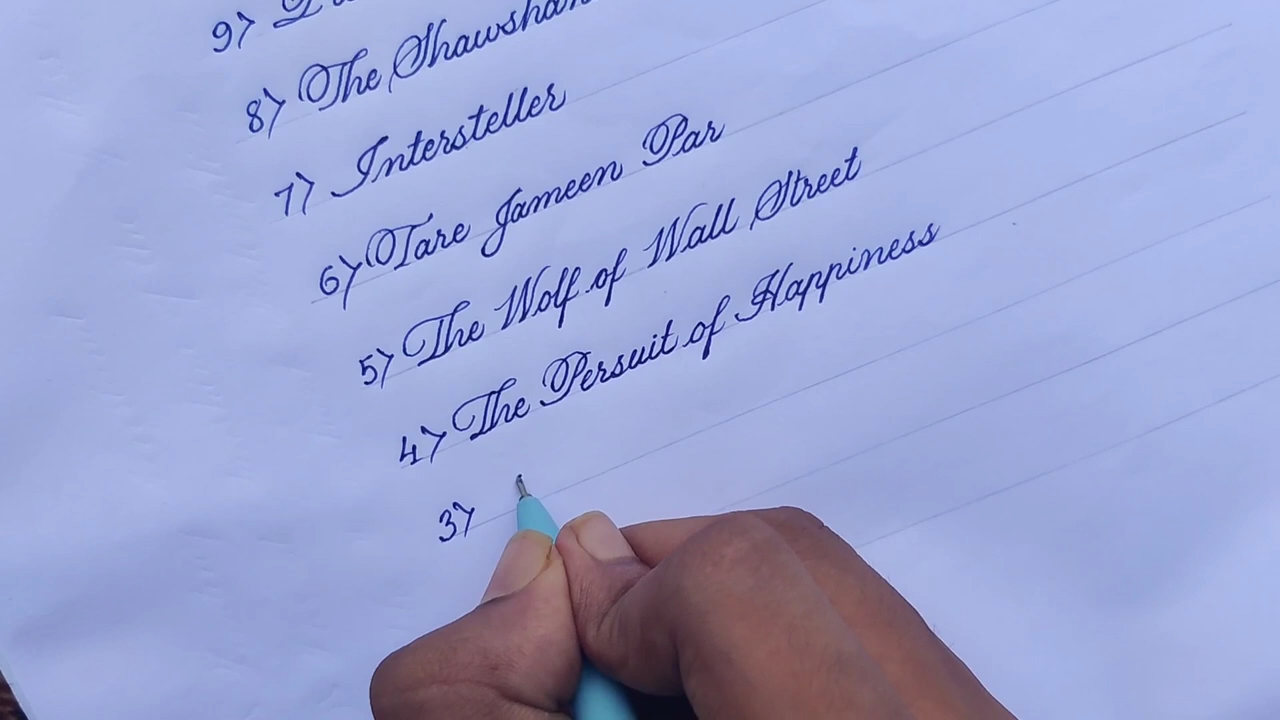 9>
8> The Shawshan
7> Intersteller
6> Tare Jameen Par
5> The Wolf of Wall Street
4> The Persuit of Happiness
3>